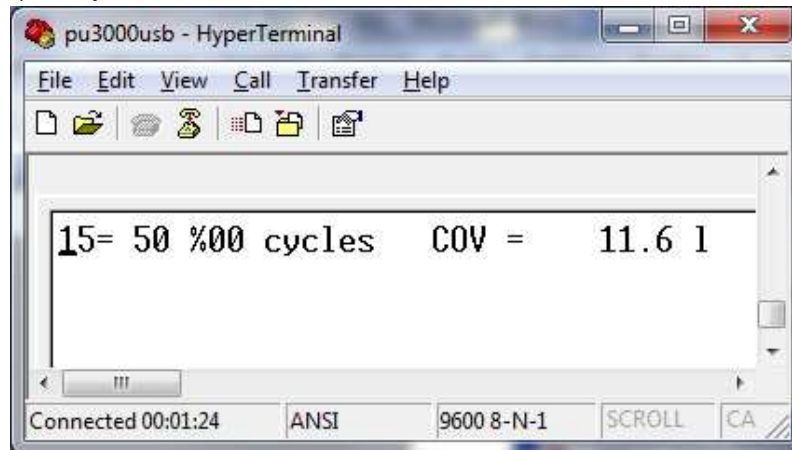 pu3000usb - HyperTerminal
File Edit View Call Transfer Help
15= 50 %00 cycles COV = 11.6 l
Connected 00:01:24 ANSI 9600 8-N-1 SCROLL CA